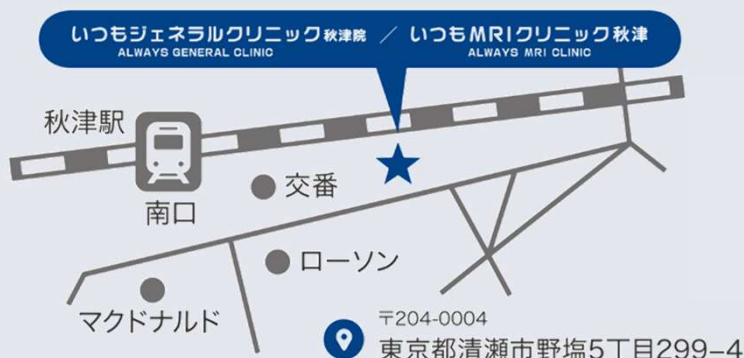 いつもジェネラルクリニック秋津院 ／ いつもMRIクリニック秋津
ALWAYS GENERAL CLINIC ALWAYS MRI CLINIC
秋津駅
南口
交番
ローソン
マクドナルド
〒204-0004
東京都清瀬市野塩5丁目299-4